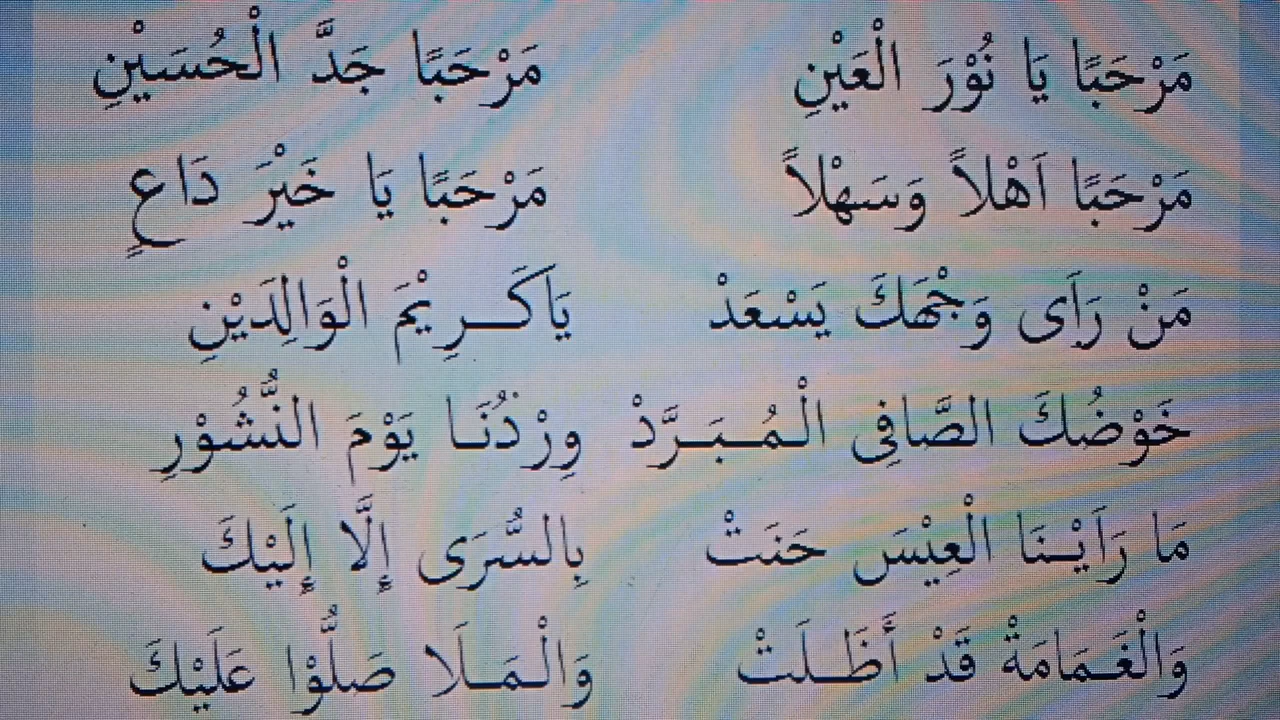 مَرْحَبًا يَا نُوْرَ الْعَيْنِ مَرْحَبًا جَدَّ الْحُسَيْنِ
مَرْحَبًا اَهْلاً وَسَهْلاً مَرْحَبًا يَا خَيْرَ دَاعٍ
مَنْ رَاَى وَجْهَكَ يَسْعَدْ يَاكَرِيْمَ الْوَالِدَيْنِ
خَوْضُكَ الصَّافِى الْمُبَرَّدْ وِرْدُنَا يَوْمَ النُّشُوْرِ
مَا رَاَيْنَا الْعِيْسَ حَنَتْ بِالسُّرَى إِلَّا إِلَيْكَ
وَالْغَمَامَةْ قَدْ أَظَلَتْ وَالْمَلَا صَلُّوْا عَلَيْكَ